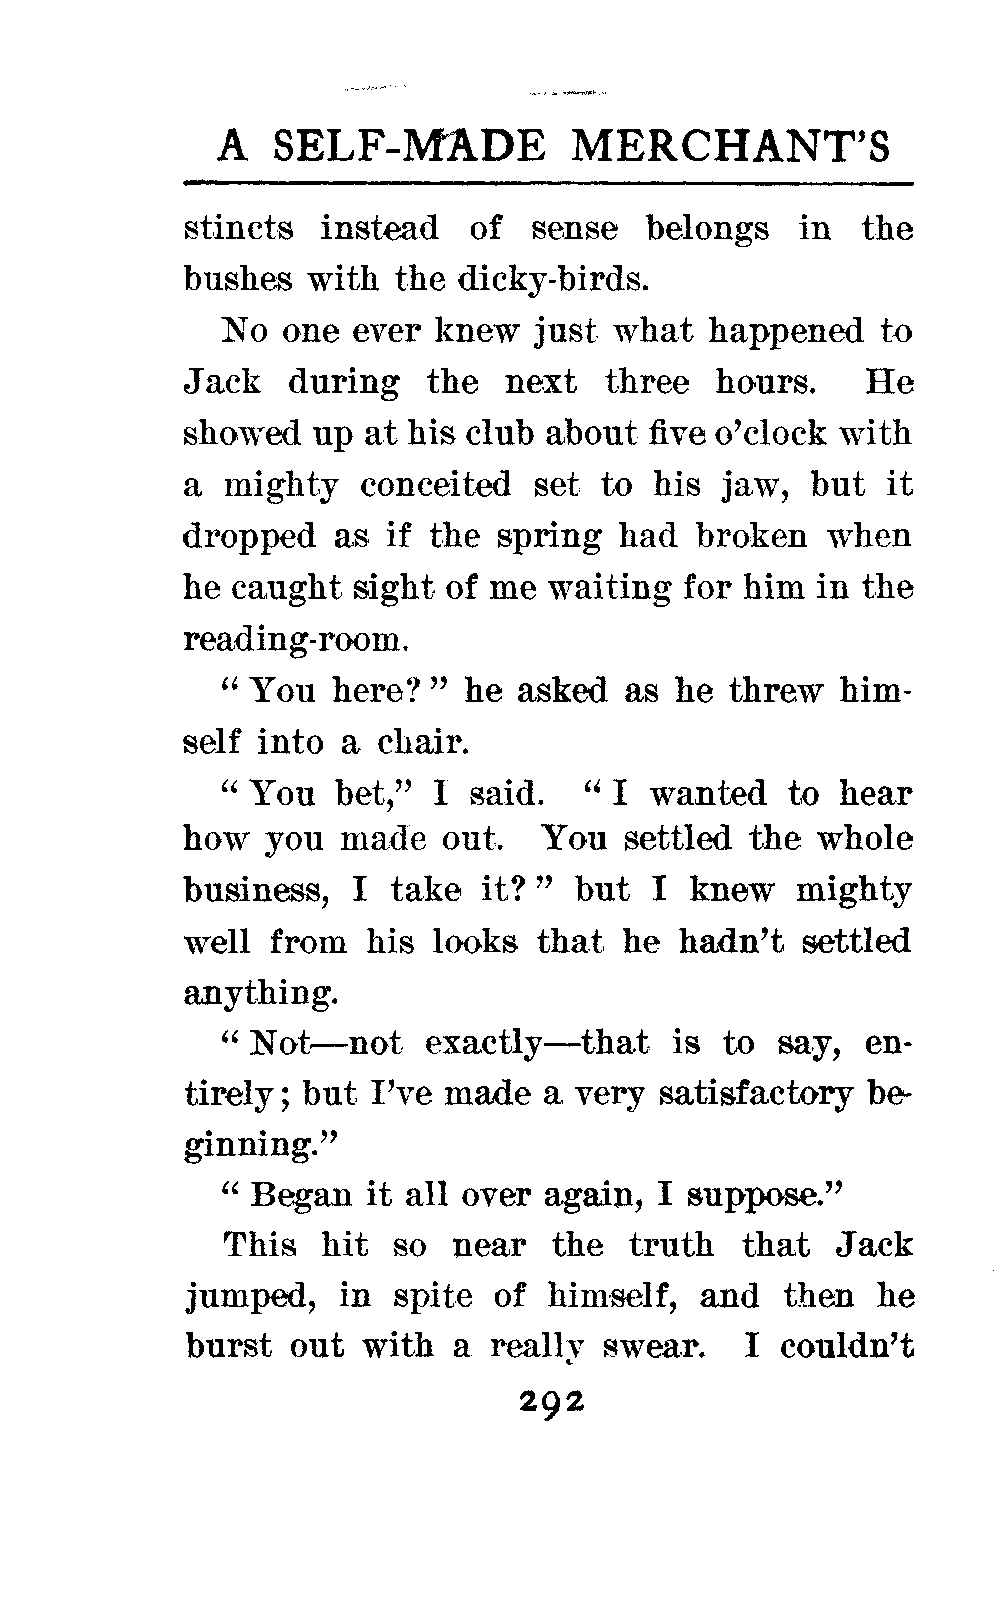 A SELF-MADE MERCHANT'S
stincts instead of sense belongs in the
bushes with the dicky-birds.
No one ever knew just what happened to
Jack during the next three hours. He
showed up at his club about five o'clock with
a mighty conceited set to his jaw, but it
dropped as if the spring had broken when
he caught sight of me waiting for him in the
reading-room.
"You here?" he asked as he threw him-
self into a chair.
"You bet," I said. "I wanted to hear
how you made out. You settled the whole
business, I take it?" but I knew mighty
well from his looks that he hadn't settled
anything.
"Not—not exactly—that is to say, en-
tirely; but I've made a very satisfactory be-
ginning."
"Began it all over again, I suppose."
This hit so near the truth that Jack
jumped, in spite of himself, and then he
burst out with a really swear. I couldn't
292